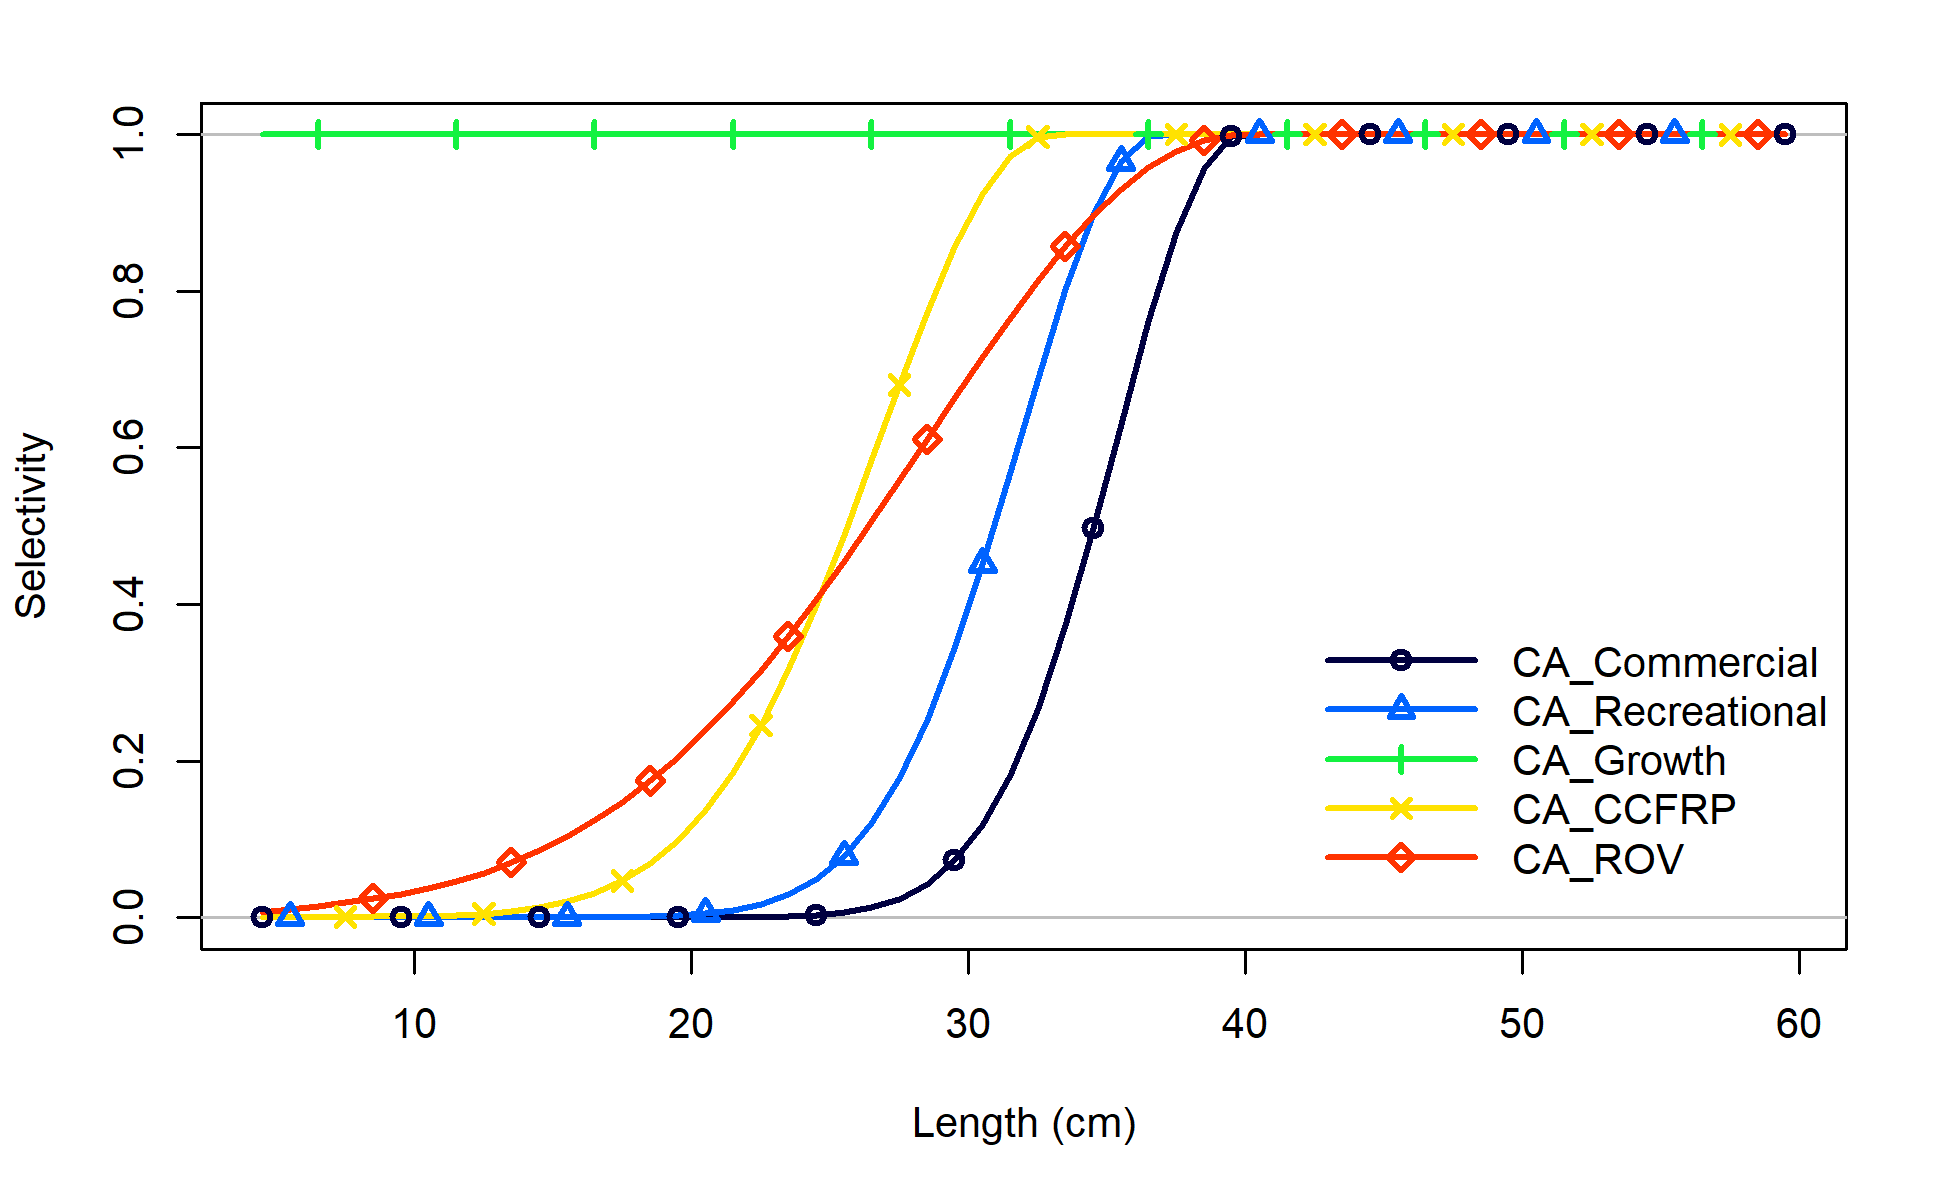 1.0
0.8
0.6
0.4
0.2
0.0
Selectivity
10 20 30 40 50 60
Length (cm)
CA_Commercial
CA_Recreational
CA_Growth
CA_CCFRP
CA_ROV